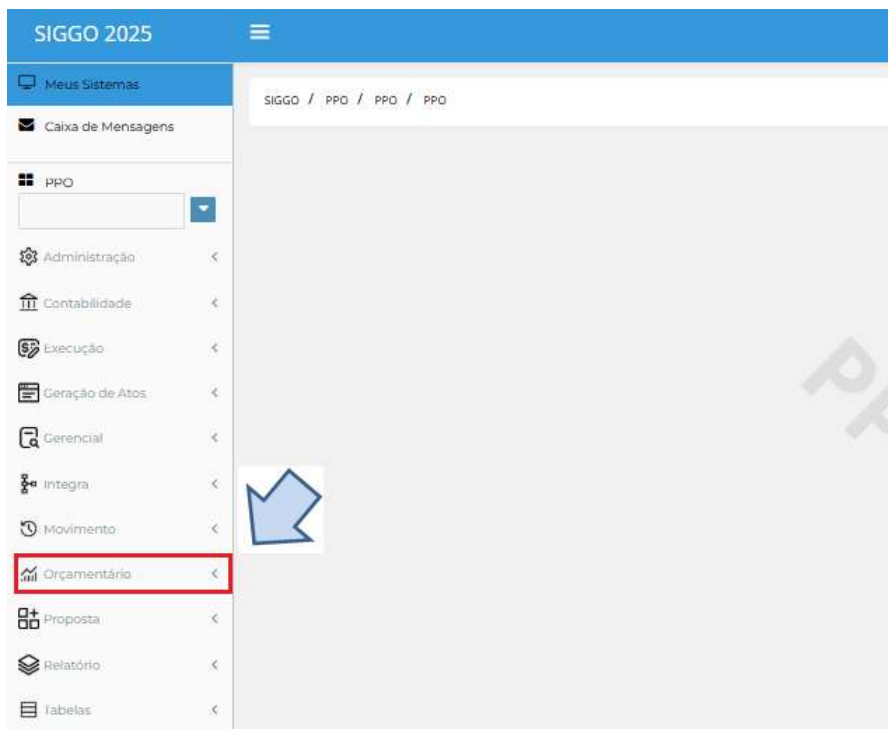 SIGGO 2025
Meus Sistemas
SIGGO / PPO / PPO / PPO
Caixa de Mensagens
PPO
Administração
Contabilidade
Execução
Geração de Atos
Gerencial
Integra
Movimento
Orçamentário
Proposta
Relatório
Tabelas